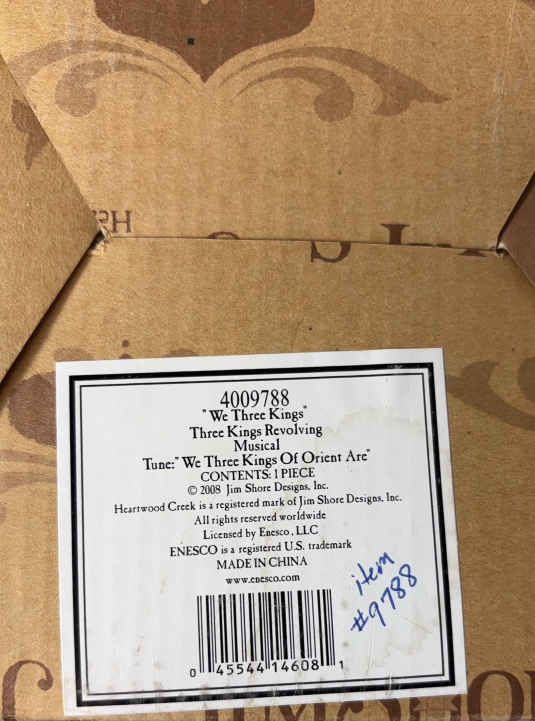 4009788
"We Three Kings"
Three Kings Revolving
Musical
Tune:"We Three Kings Of Orient Are"
CONTENTS: 1 PIECE
© 2008 Jim Shore Designs, Inc.
Heartwood Creek is a registered mark of Jim Shore Designs, Inc.
All rights reserved worldwide
Licensed by Enesco, LLC
ENESCO is a registered U.S. trademark
MADE IN CHINA
www.enesco.com
item
#9788
0 45544 14608 1